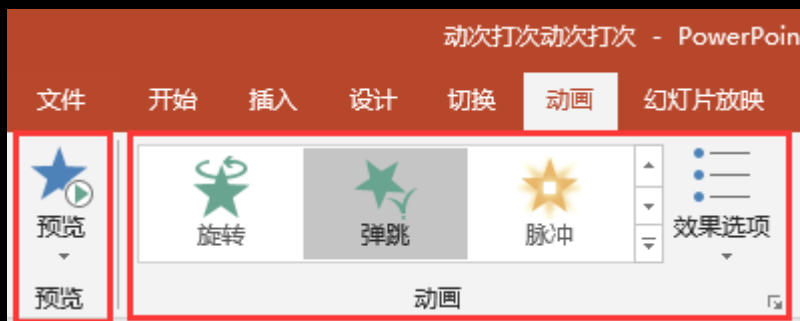 动次打次动次打次 - PowerPoin
文件 开始 插入 设计 切换 动画 幻灯片放映
旋转 弹跳 脉冲
预览 效果选项
预览 动画